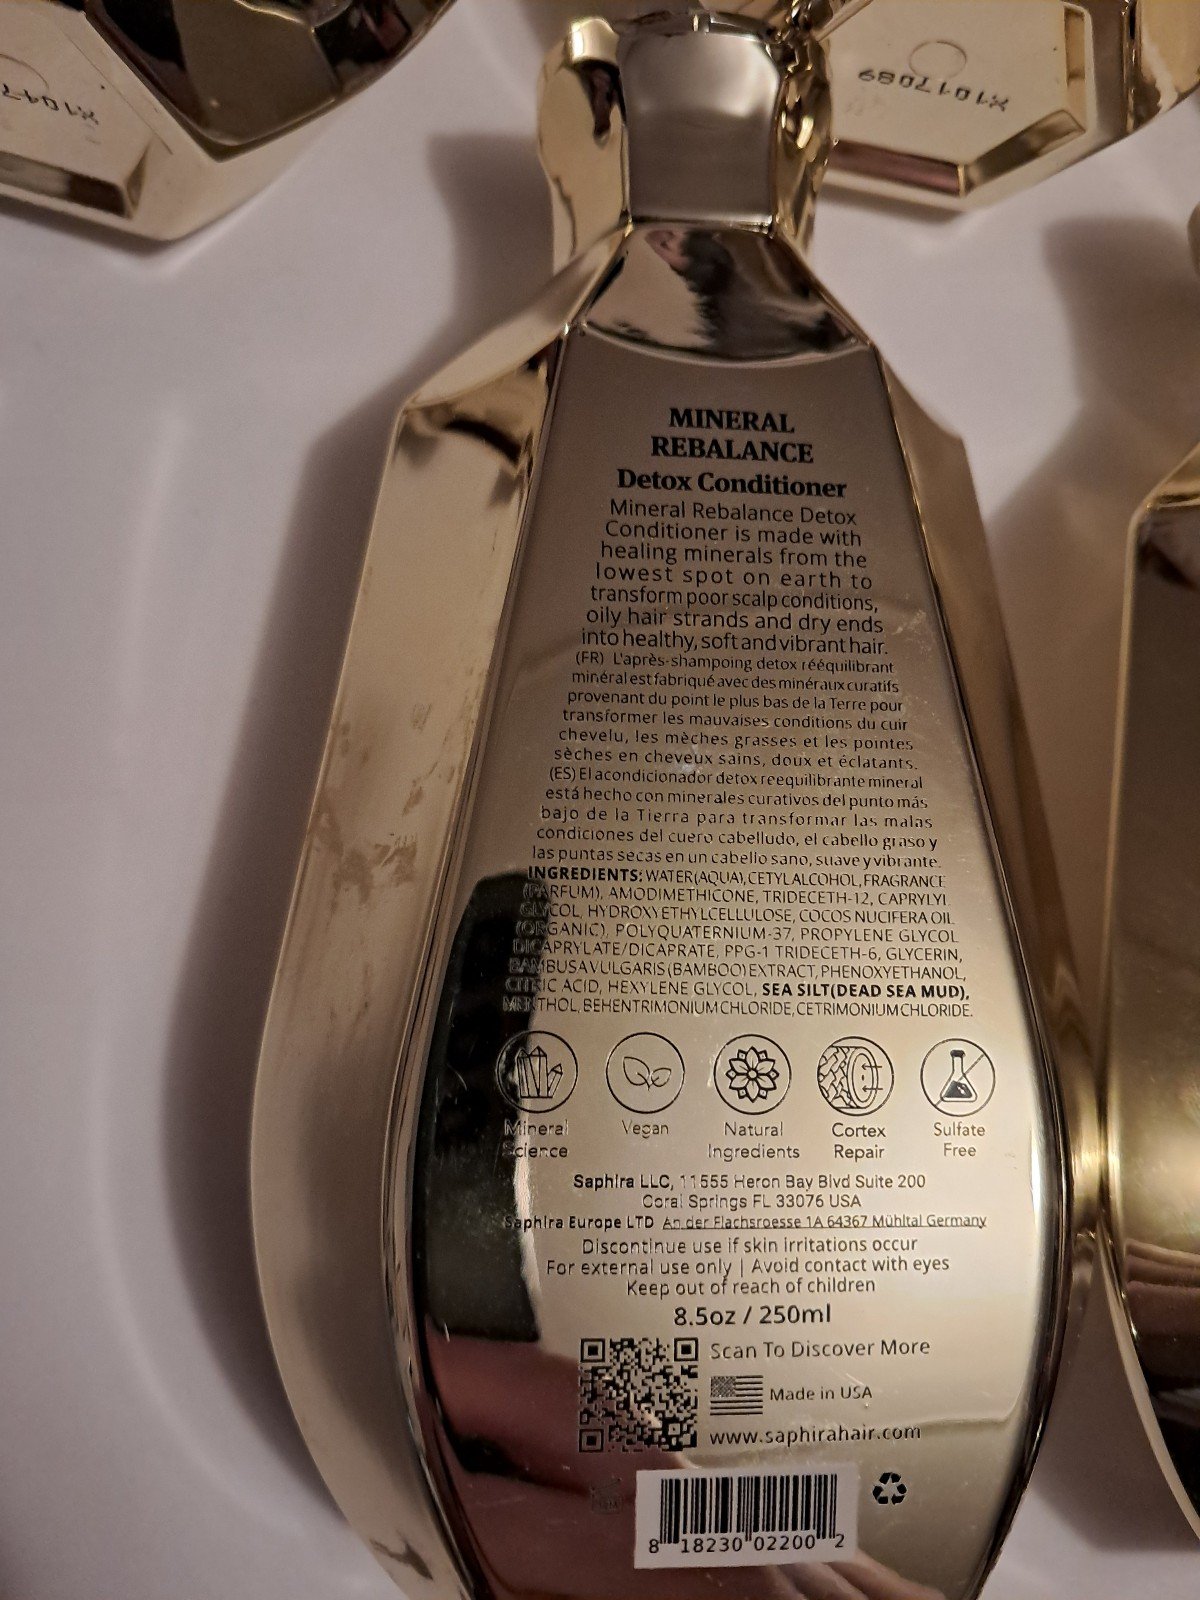 X1017089
MINERAL
REBALANCE
Detox Conditioner
Mineral Rebalance Detox
Conditioner is made with
healing minerals from the
lowest spot on earth to
transform poor scalp conditions,
oily hair strands and dry ends
into healthy, soft and vibrant hair.
(FR) L'après-shampoing detox rééquilibrant
minéral est fabriqué avec des minéraux curatifs
provenant du point le plus bas de la Terre pour
transformer les mauvaises conditions du cuir
chevelu, les mèches grasses et les pointes
sèches en cheveux sains, doux et éclatants.
(ES) El acondicionador detox reequilibrante mineral
está hecho con minerales curativos del punto más
bajo de la Tierra para transformar las malas
condiciones del cuero cabelludo, el cabello graso y
las puntas secas en un cabello sano, suave y vibrante.
INGREDIENTS: WATER(AQUA), CETYL ALCOHOL, FRAGRANCE
(PARFUM), AMODIMETHICONE, TRIDECETH-12, CAPRYLYL
GLYCOL, HYDROXYETHYLCELLULOSE, COCOS NUCIFERA OIL
(ORGANIC), POLYQUATERNIUM-37, PROPYLENE GLYCOL
DICAPRYLATE/DICAPRATE, PPG-1 TRIDECETH-6, GLYCERIN,
BAMBUSA VULGARIS (BAMBOO) EXTRACT, PHENOXYETHANOL,
CITRIC ACID, HEXYLENE GLYCOL, SEA SILT(DEAD SEA MUD),
MENTHOL, BEHENTRIMONIUM CHLORIDE, CETRIMONIUM CHLORIDE.
Mineral Science
Vegan
Natural Ingredients
Cortex Repair
Sulfate Free
Saphira LLC, 11555 Heron Bay Blvd Suite 200
Coral Springs FL 33076 USA
Saphira Europe LTD An der Flachsroesse 1A 64367 Mühltal Germany
Discontinue use if skin irritations occur
For external use only | Avoid contact with eyes
Keep out of reach of children
8.5oz / 250ml
Scan To Discover More
Made in USA
www.saphirahair.com
8 18230 02200 2